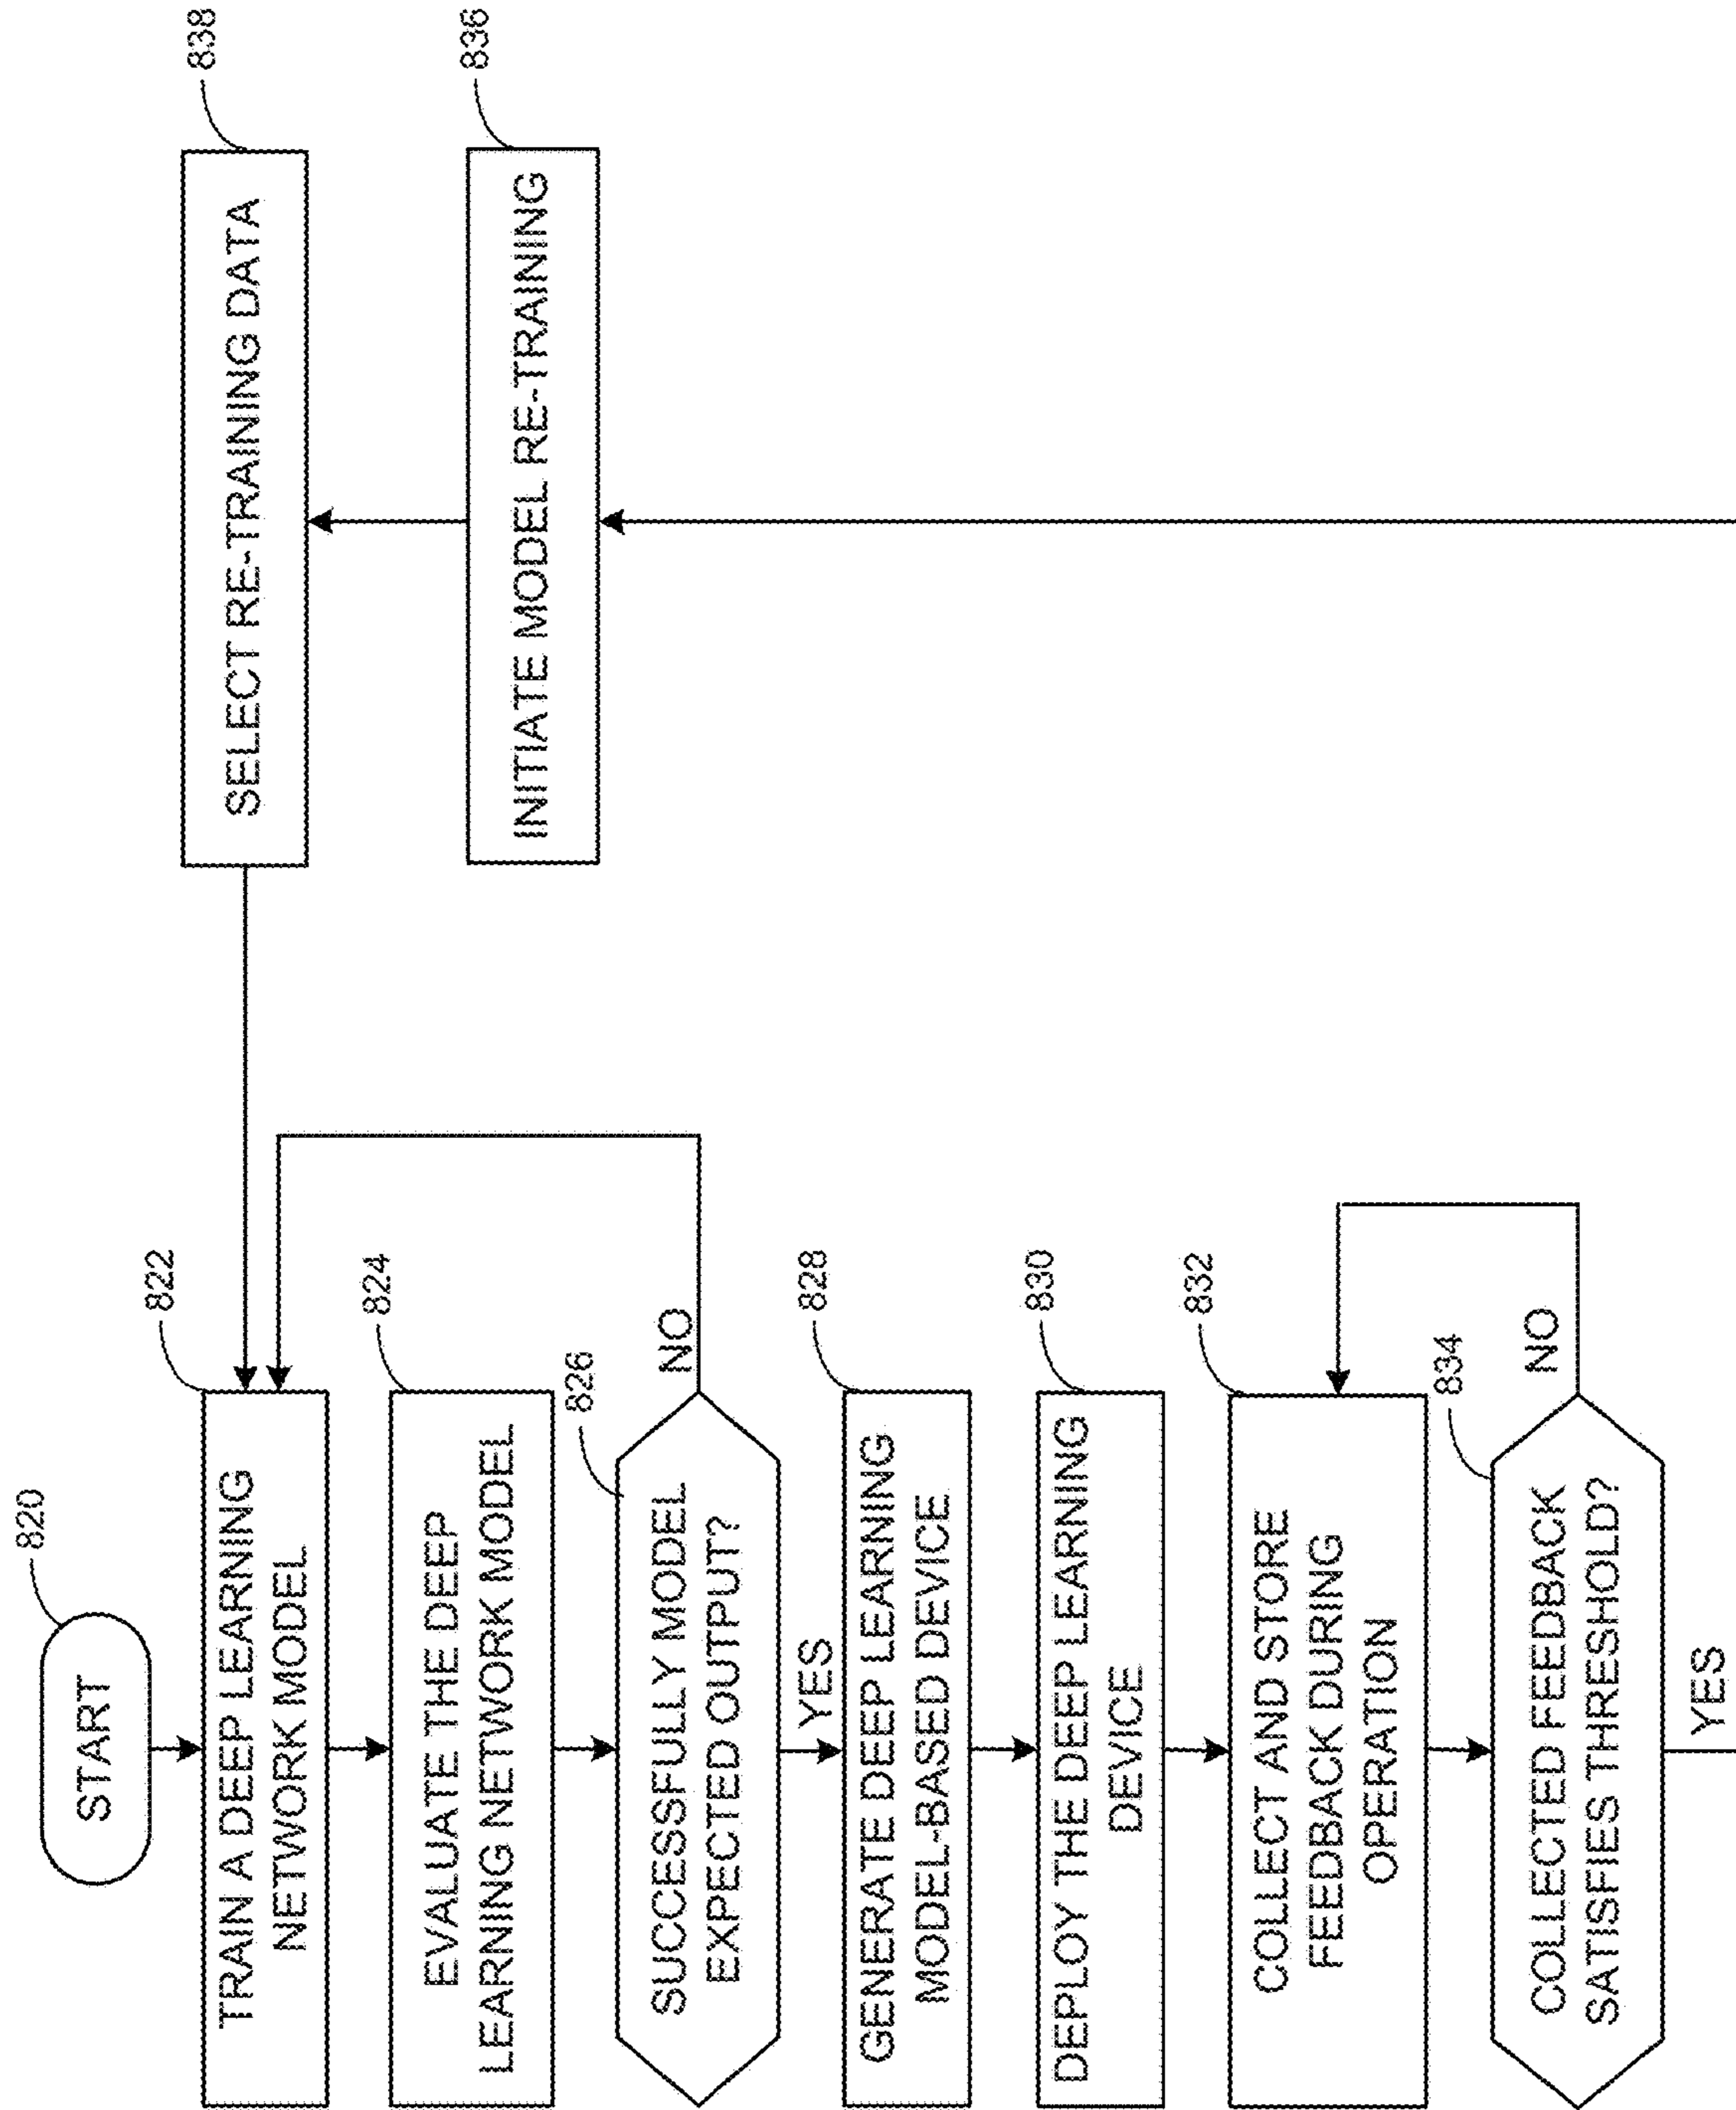 820
START
822
TRAIN A DEEP LEARNING
NETWORK MODEL
824
EVALUATE THE DEEP
LEARNING NETWORK MODEL
826
SUCCESSFULLY MODEL
EXPECTED OUTPUT?
NO
YES
828
GENERATE DEEP LEARNING
MODEL-BASED DEVICE
830
DEPLOY THE DEEP LEARNING
DEVICE
832
COLLECT AND STORE
FEEDBACK DURING
OPERATION
834
COLLECTED FEEDBACK
SATISFIES THRESHOLD?
NO
YES
836
INITIATE MODEL RE-TRAINING
838
SELECT RE-TRAINING DATA